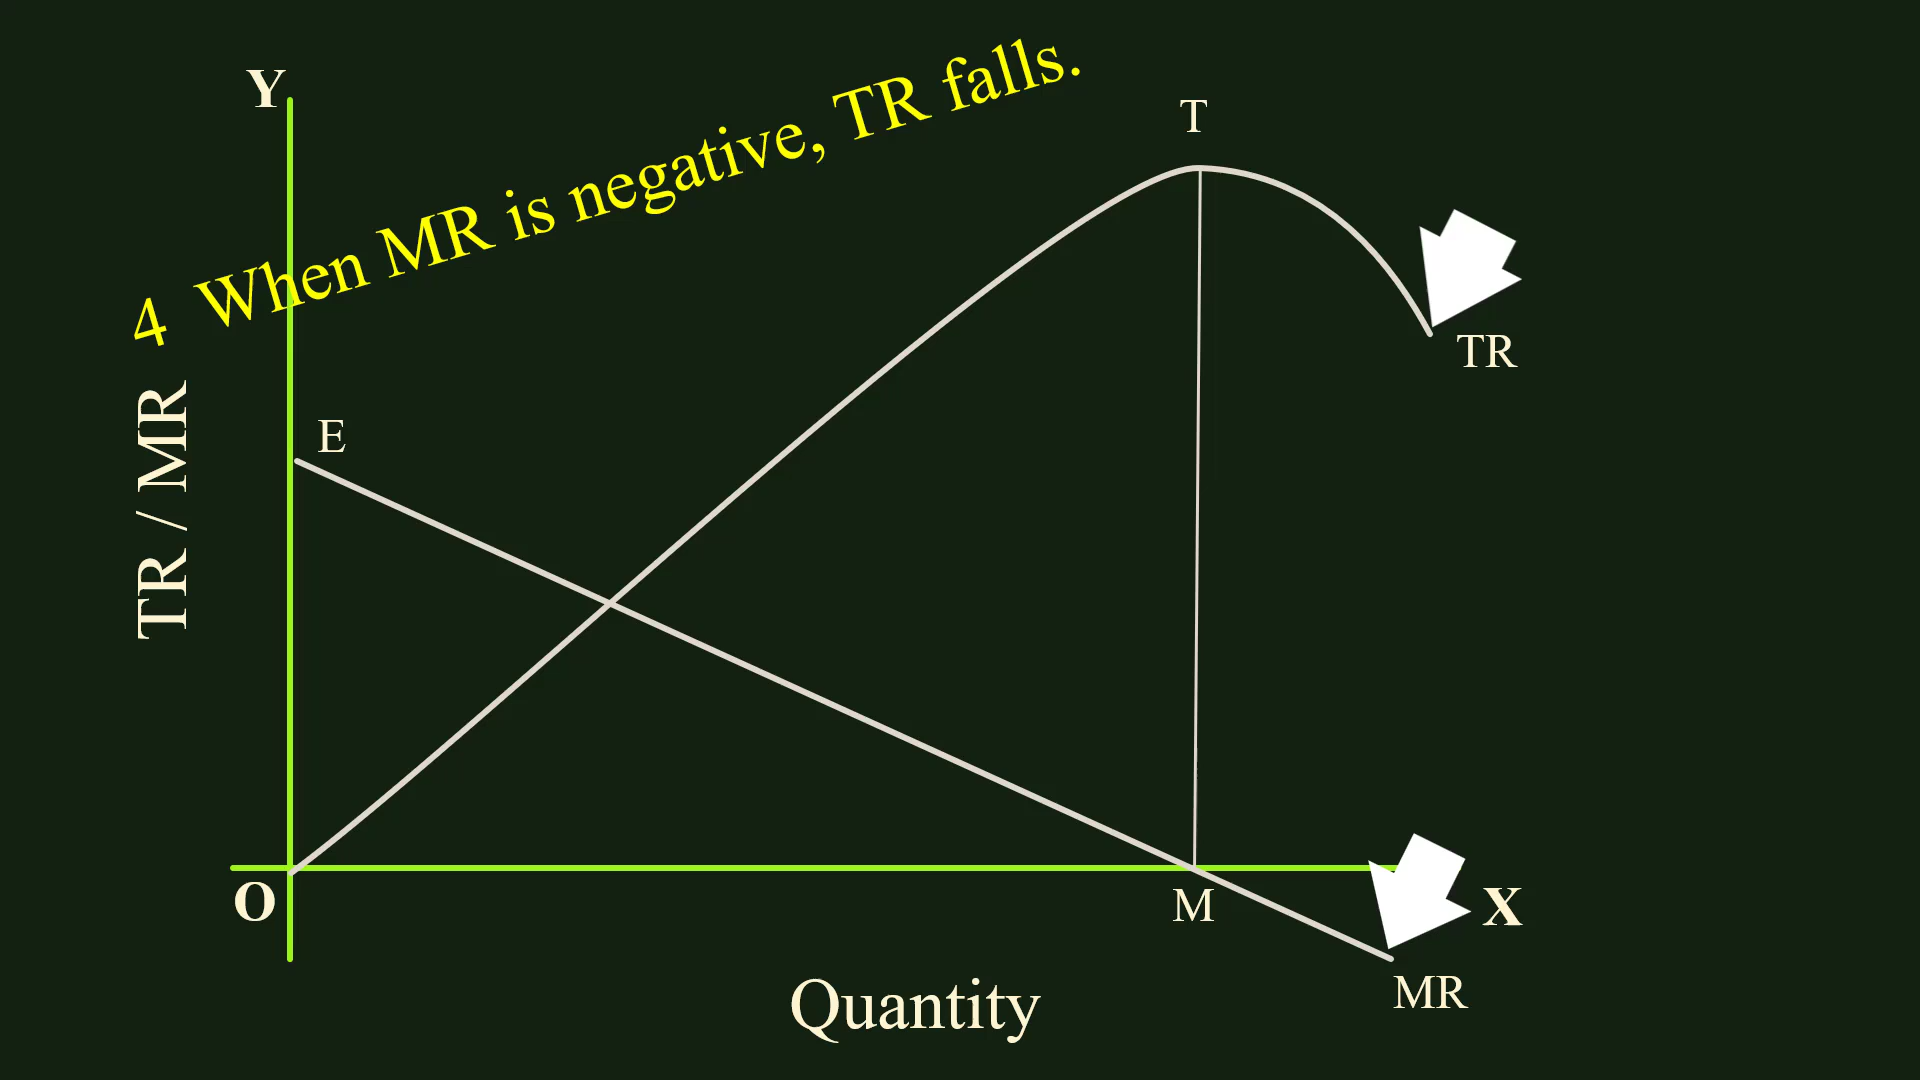 Y
4 When MR is negative, TR falls.
T
TR
E
TR / MR
O
M
X
MR
Quantity